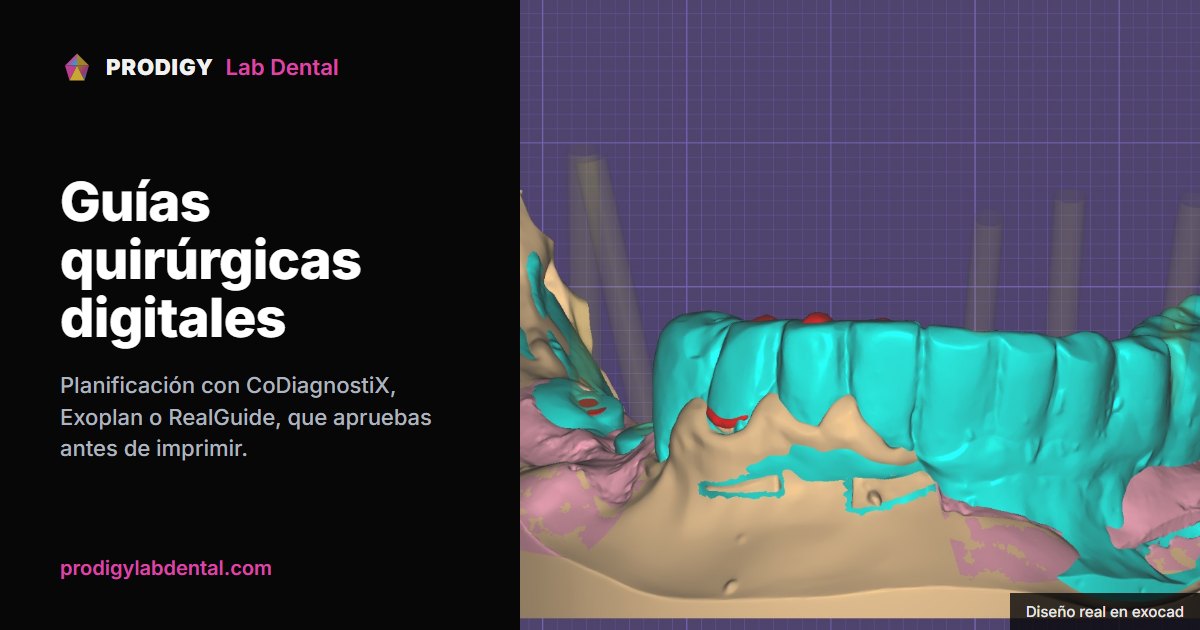 PRODIGY Lab Dental
Guías
quirúrgicas
digitales
Planificación con CoDiagnostiX,
Exoplan o RealGuide, que apruebas
antes de imprimir.
prodigylabdental.com
Diseño real en exocad